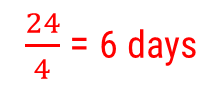 24/4 = 6 days